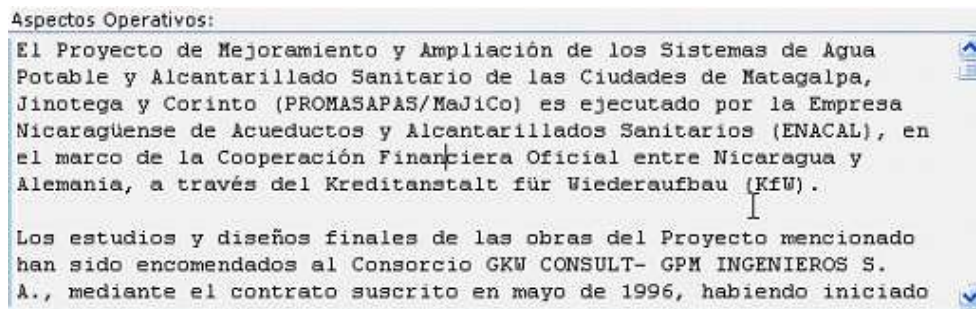 Aspectos Operativos:
El Proyecto de Mejoramiento y Ampliación de los Sistemas de Agua
Potable y Alcantarillado Sanitario de las Ciudades de Matagalpa,
Jinotega y Corinto (PROMASAPAS/MaJiCo) es ejecutado por la Empresa
Nicaragüense de Acueductos y Alcantarillados Sanitarios (ENACAL), en
el marco de la Cooperación Financiera Oficial entre Nicaragua y
Alemania, a través del Kreditanstalt für Wiederaufbau (KfW).
Los estudios y diseños finales de las obras del Proyecto mencionado
han sido encomendados al Consorcio GKW CONSULT- GPM INGENIEROS S.
A., mediante el contrato suscrito en mayo de 1996, habiendo iniciado